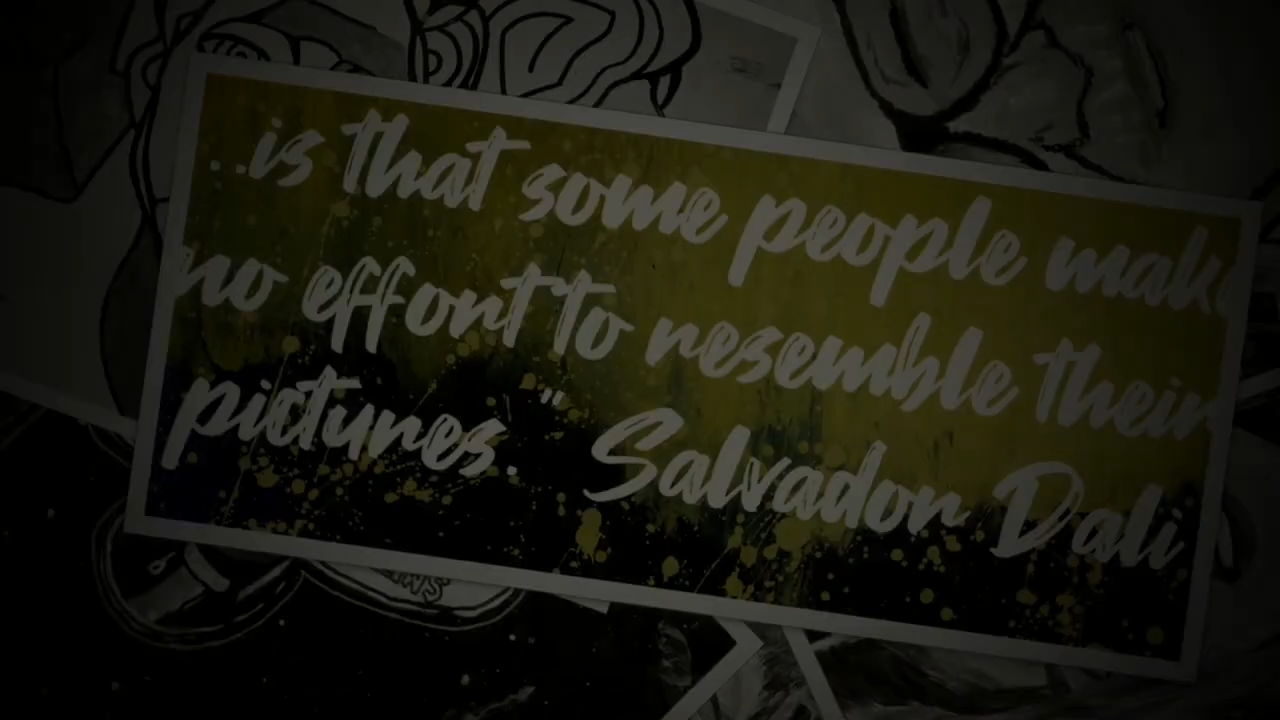 ..is that some people make
no effort to resemble their
pictures." Salvador Dali